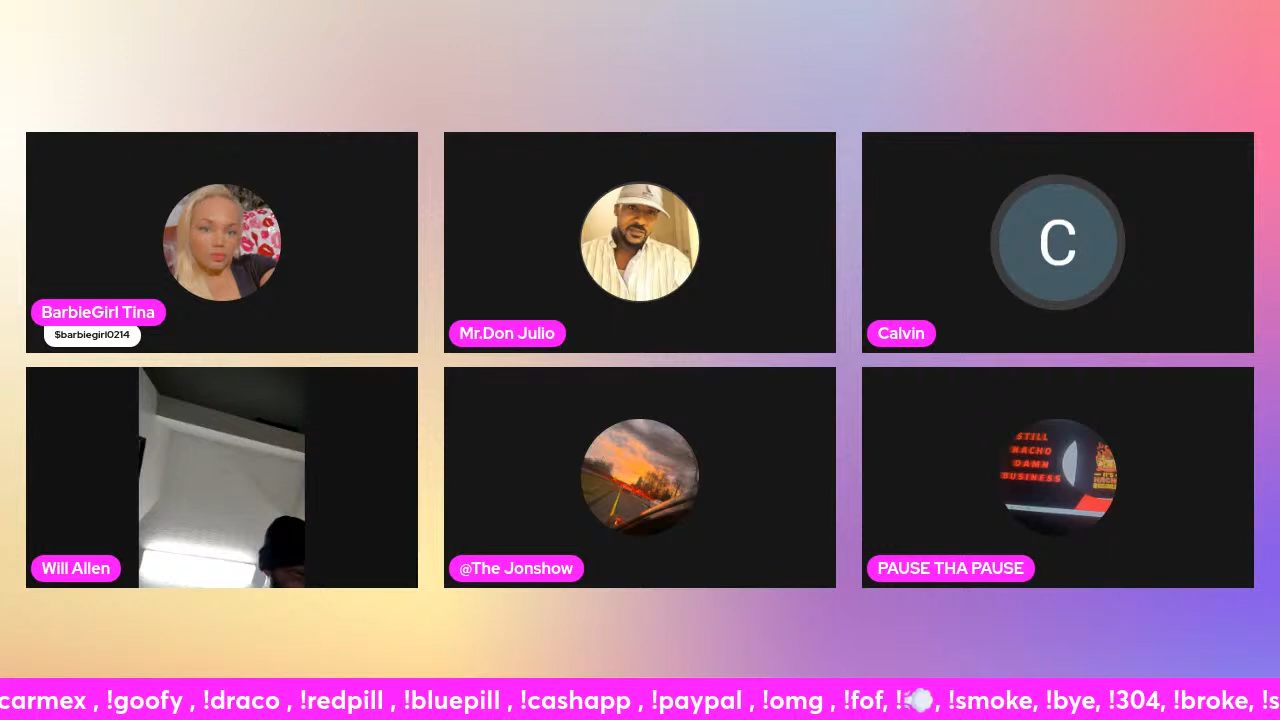 BarbieGirl Tina
$barbiegirl0214
Mr.Don Julio
C
Calvin
Will Allen
@The Jonshow
STILL
NACHO
DAMN
BUSINESS
PAUSE THA PAUSE
carmex , !goofy , !draco , !redpill , !bluepill , !cashapp , !paypal , !omg , !fof, !💨, !smoke, !bye, !304, !broke, !s